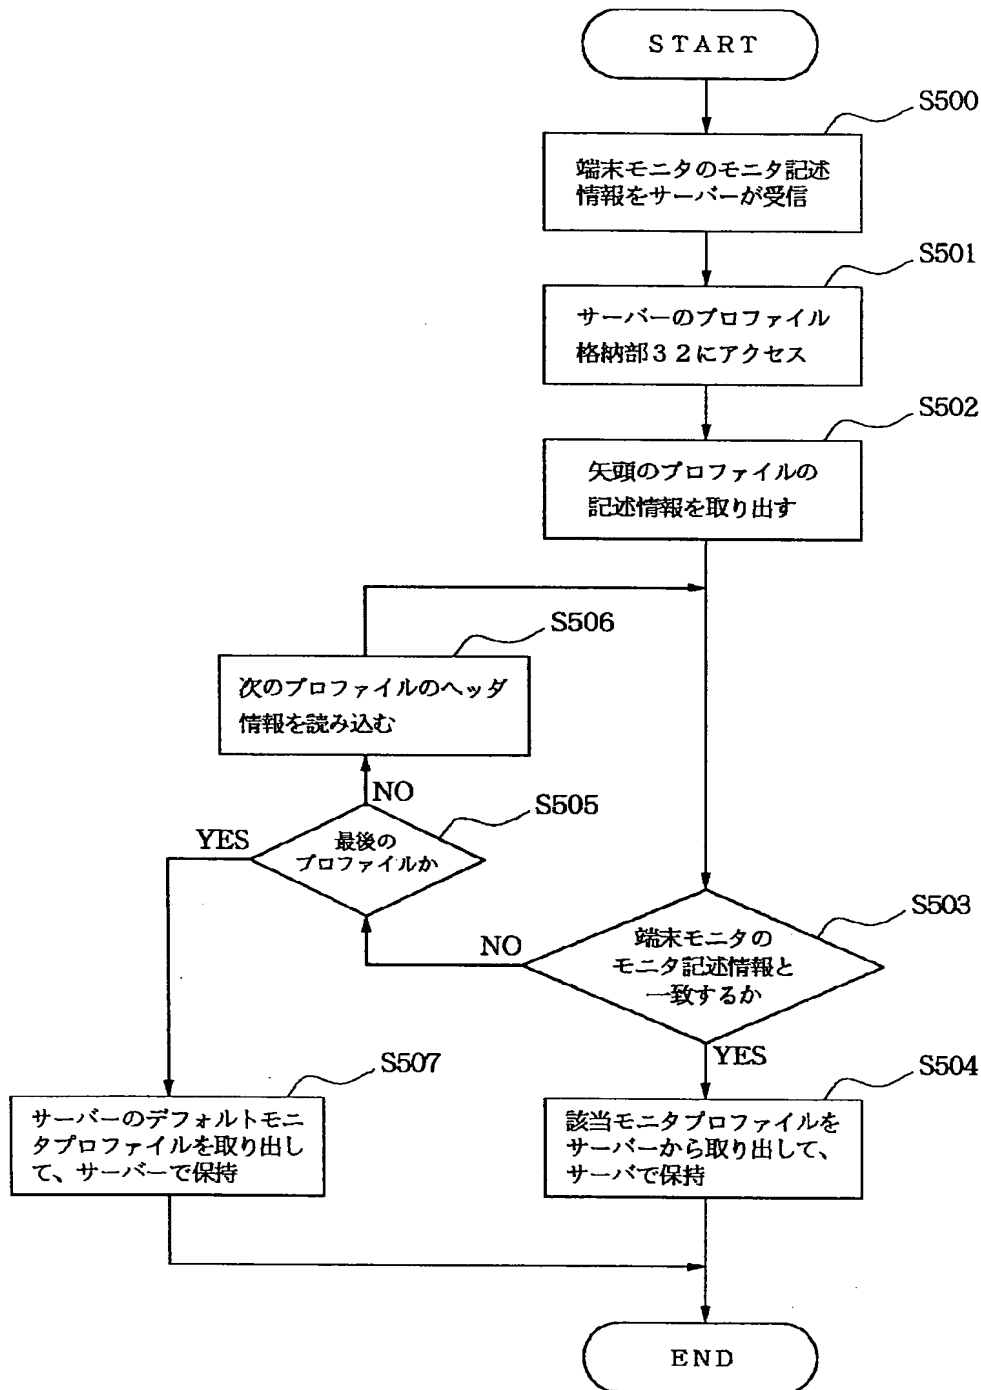 START
S500
端末モニタのモニタ記述
情報をサーバーが受信
S501
サーバーのプロファイル
格納部32にアクセス
S502
矢頭のプロファイルの
記述情報を取り出す
S506
次のプロファイルのヘッダ
情報を読み込む
NO
S505
YES
最後の
プロファイルか
S503
NO
端末モニタの
モニタ記述情報と
一致するか
YES
S507
サーバーのデフォルトモニ
タプロファイルを取り出し
て、サーバーで保持
S504
該当モニタプロファイルを
サーバーから取り出して、
サーバで保持
END